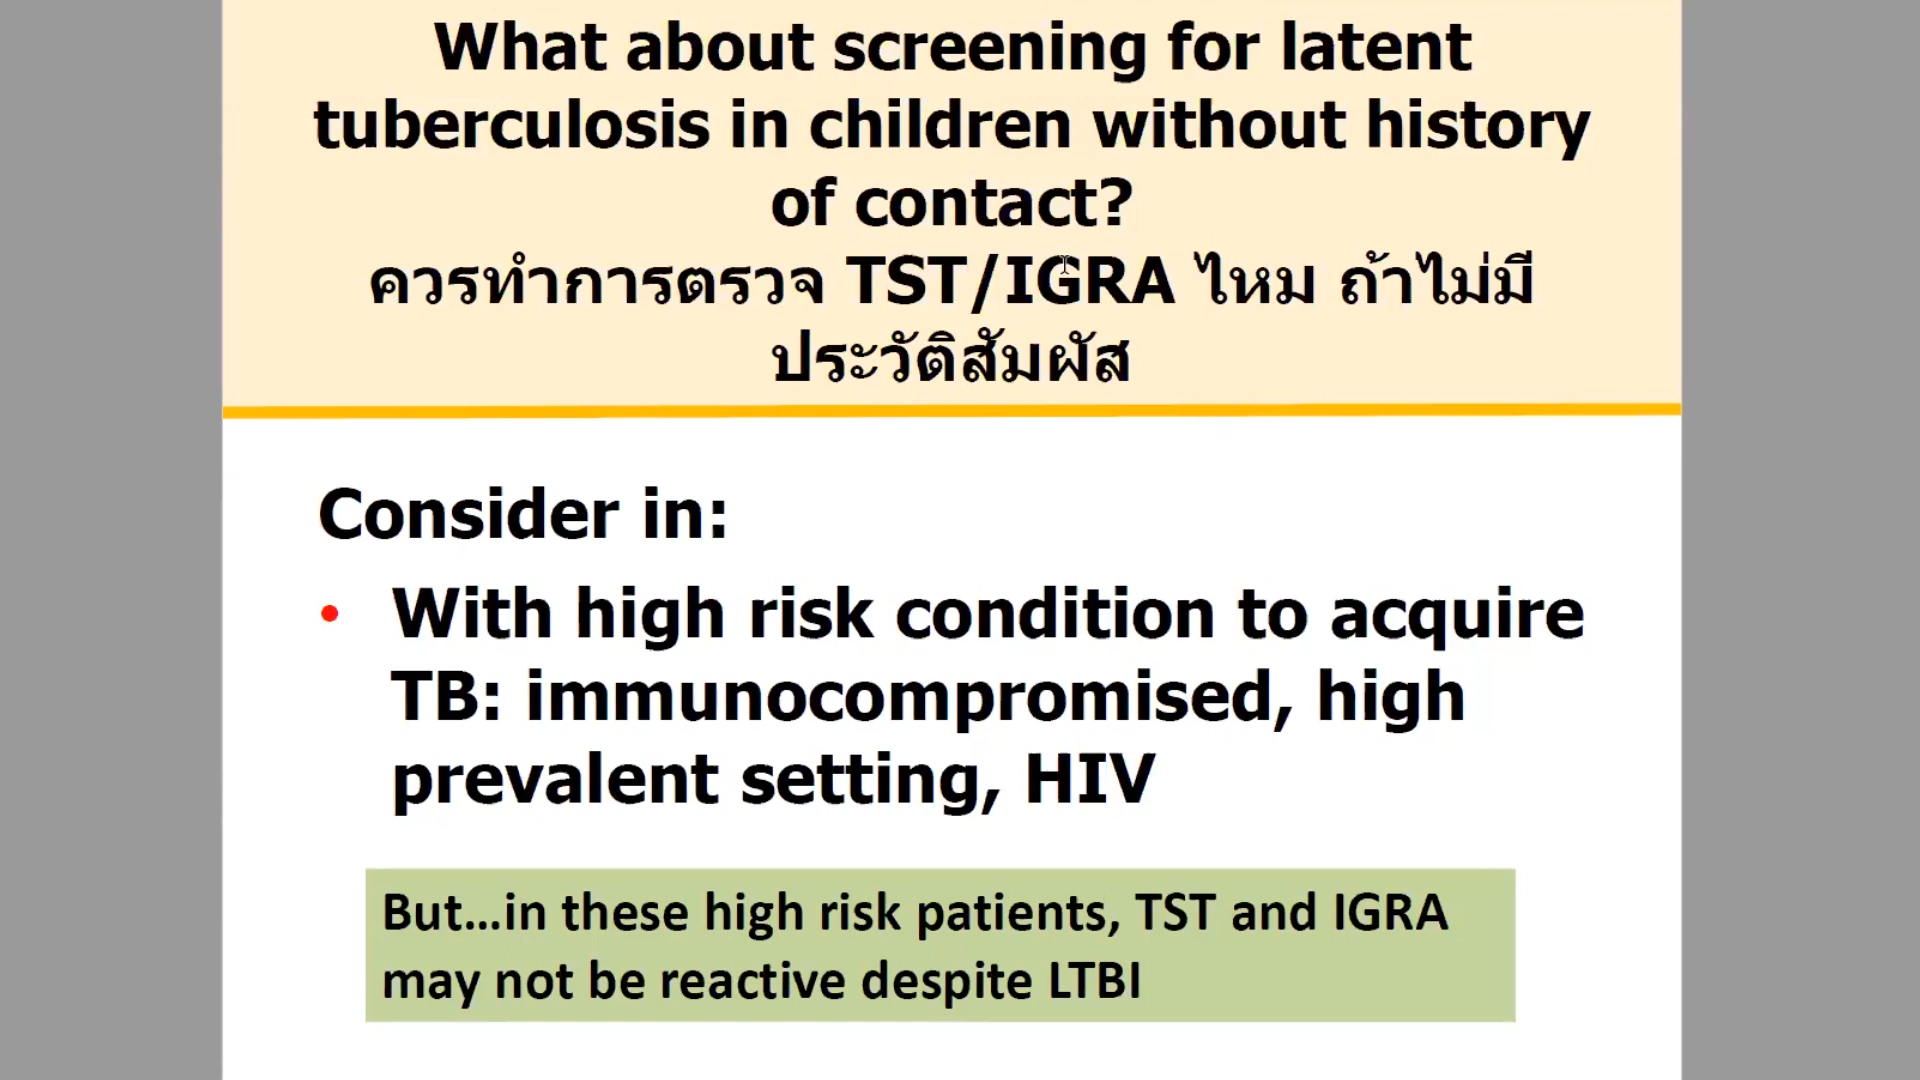 What about screening for latent
tuberculosis in children without history
of contact?
ควรทำการตรวจ TST/IGRA ไหม ถ้าไม่มี
ประวัติสัมผัส
Consider in:
• With high risk condition to acquire
TB: immunocompromised, high
prevalent setting, HIV
But...in these high risk patients, TST and IGRA
may not be reactive despite LTBI